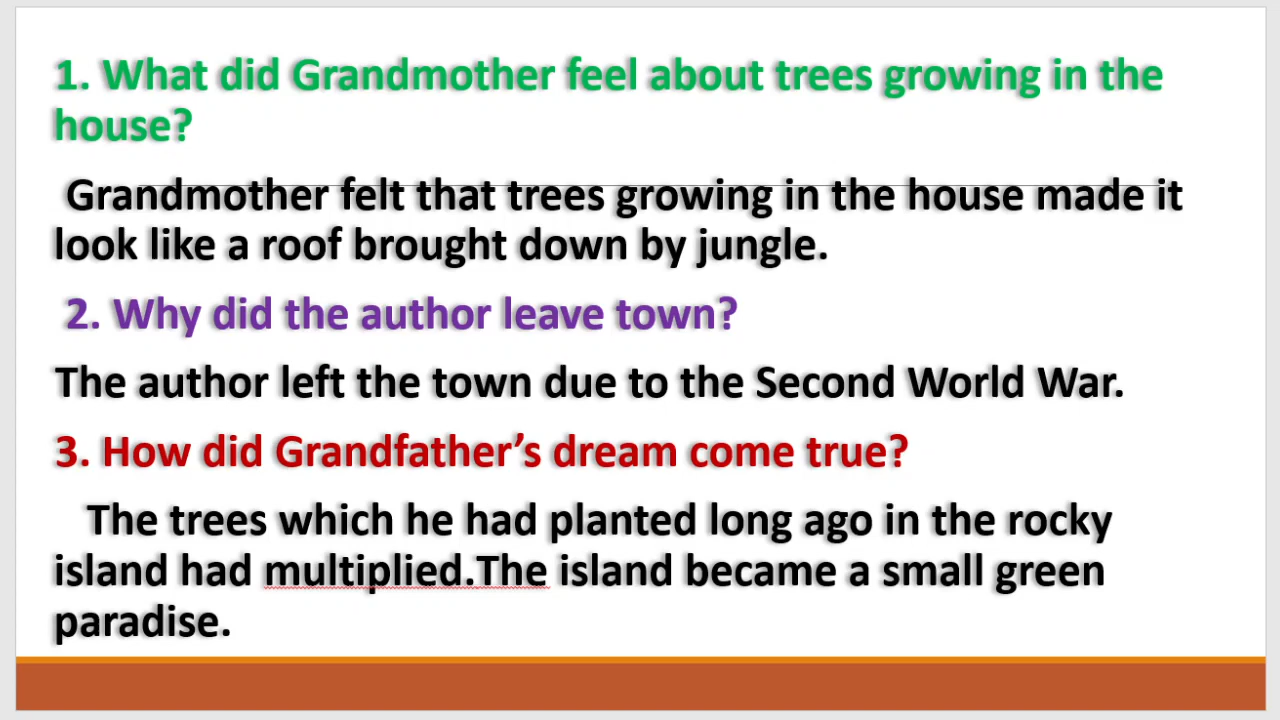 1. What did Grandmother feel about trees growing in the
house?
Grandmother felt that trees growing in the house made it
look like a roof brought down by jungle.
2. Why did the author leave town?
The author left the town due to the Second World War.
3. How did Grandfather’s dream come true?
The trees which he had planted long ago in the rocky
island had multiplied.The island became a small green
paradise.